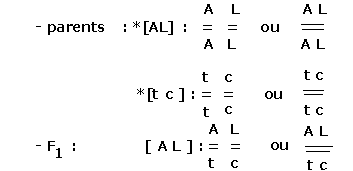 A L A L
- parents : *[AL] : = = ou =
A L A L
t c t c
*[t c ] : = = ou =
t c t c
A L A L
- F1 : [ A L ] : = = ou =
t c t c